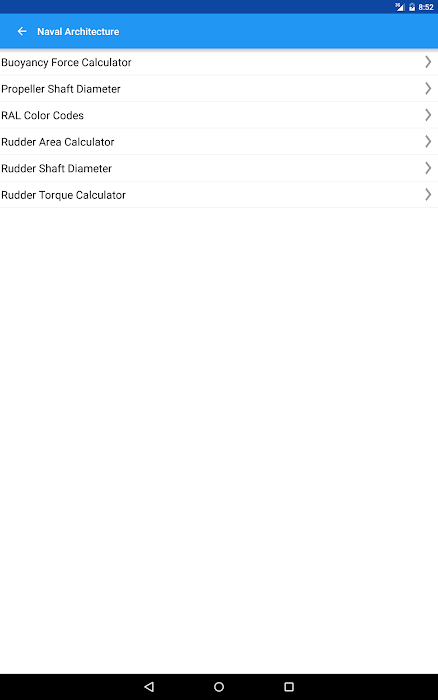 8:52
Naval Architecture
Buoyancy Force Calculator
Propeller Shaft Diameter
RAL Color Codes
Rudder Area Calculator
Rudder Shaft Diameter
Rudder Torque Calculator